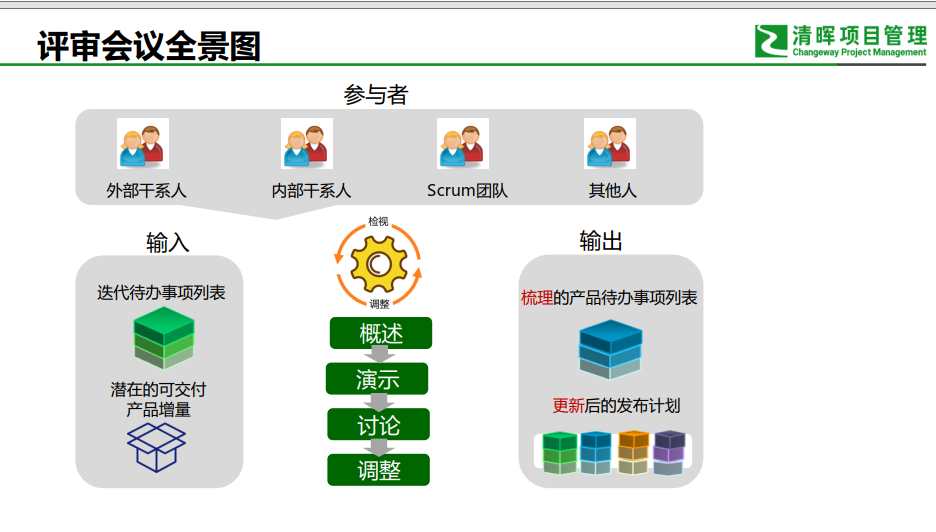 评审会议全景图
清晖项目管理
Changeway Project Management
参与者
外部干系人
内部干系人
Scrum团队
其他人
输入
迭代待办事项列表
潜在的可交付
产品增量
检视
调整
概述
演示
讨论
调整
输出
梳理的产品待办事项列表
更新后的发布计划